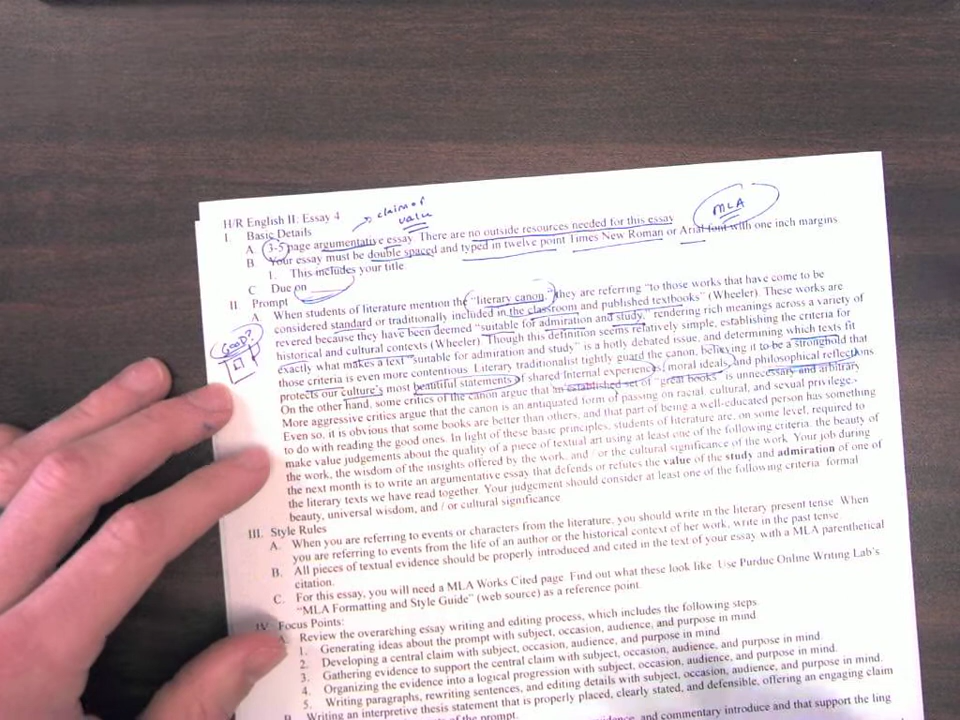 H/R English II: Essay 4
claim of
value
MLA
I. Basic Details
A 3-5 page argumentative essay. There are no outside resources needed for this essay
B. Your essay must be double spaced and typed in twelve point Times New Roman or Arial font with one inch margins
1. This includes your title
C Due on
II Prompt
A. When students of literature mention the "literary canon," they are referring "to those works that have come to be
considered standard or traditionally included in the classroom and published textbooks" (Wheeler). These works are
revered because they have been deemed "suitable for admiration and study," rendering rich meanings across a variety of
historical and cultural contexts (Wheeler) Though this definition seems relatively simple, establishing the criteria for
exactly what makes a text "suitable for admiration and study" is a hotly debated issue, and determining which texts fit
those criteria is even more contentious. Literary traditionalist tightly guard the canon, believing it to be a stronghold that
protects our culture's most beautiful statements of shared internal experiences, moral ideals, and philosophical reflections
On the other hand, some critics of the canon argue that an established set of "great books" is unnecessary and arbitrary
More aggressive critics argue that the canon is an antiquated form of passing on racial, cultural, and sexual privilege.
Even so, it is obvious that some books are better than others, and that part of being a well-educated person has something
to do with reading the good ones. In light of these basic principles, students of literature are, on some level, required to
make value judgements about the quality of a piece of textual art using at least one of the following criteria: the beauty of
the work, the wisdom of the insights offered by the work, and / or the cultural significance of the work. Your job during
the next month is to write an argumentative essay that defends or refutes the value of the study and admiration of one of
the literary texts we have read together. Your judgement should consider at least one of the following criteria: formal
beauty, universal wisdom, and / or cultural significance
GOOD?
III. Style Rules
A. When you are referring to events or characters from the literature, you should write in the literary present tense. When
you are referring to events from the life of an author or the historical context of her work, write in the past tense
B. All pieces of textual evidence should be properly introduced and cited in the text of your essay with a MLA parenthetical
citation.
C. For this essay, you will need a MLA Works Cited page. Find out what these look like. Use Purdue Online Writing Lab's
"MLA Formatting and Style Guide" (web source) as a reference point.
IV Focus Points:
A. Review the overarching essay writing and editing process, which includes the following steps
1. Generating ideas about the prompt with subject, occasion, audience, and purpose in mind
2. Developing a central claim with subject, occasion, audience, and purpose in mind
3. Gathering evidence to support the central claim with subject, occasion, audience, and purpose in mind
4. Organizing the evidence into a logical progression with subject, occasion, audience, and purpose in mind.
5. Writing paragraphs, rewriting sentences, and editing details with subject, occasion, audience, and purpose in mind.
B Writing an interpretive thesis statement that is properly placed, clearly stated, and defensible, offering an engaging claim
of the prompt. and commentary introduce and that support the